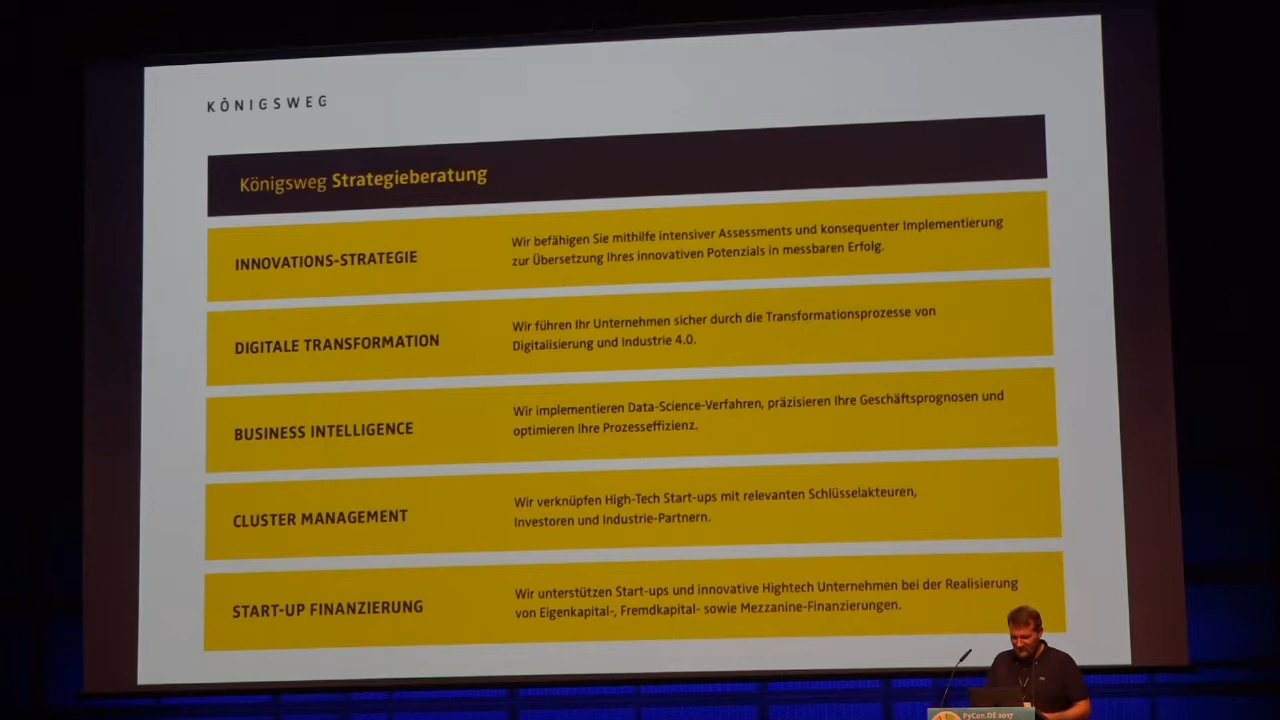 KÖNIGSWEG
Königsweg Strategieberatung
INNOVATIONS-STRATEGIE
Wir befähigen Sie mithilfe intensiver Assessments und konsequenter Implementierung
zur Übersetzung Ihres innovativen Potenzials in messbaren Erfolg.
DIGITALE TRANSFORMATION
Wir führen Ihr Unternehmen sicher durch die Transformationsprozesse von
Digitalisierung und Industrie 4.0.
BUSINESS INTELLIGENCE
Wir implementieren Data-Science-Verfahren, präzisieren Ihre Geschäftsprognosen und
optimieren Ihre Prozesseffizienz.
CLUSTER MANAGEMENT
Wir verknüpfen High-Tech Start-ups mit relevanten Schlüsselakteuren,
Investoren und Industrie-Partnern.
START-UP FINANZIERUNG
Wir unterstützen Start-ups und innovative Hightech Unternehmen bei der Realisierung
von Eigenkapital-, Fremdkapital- sowie Mezzanine-Finanzierungen.
PyCon.DE 2017